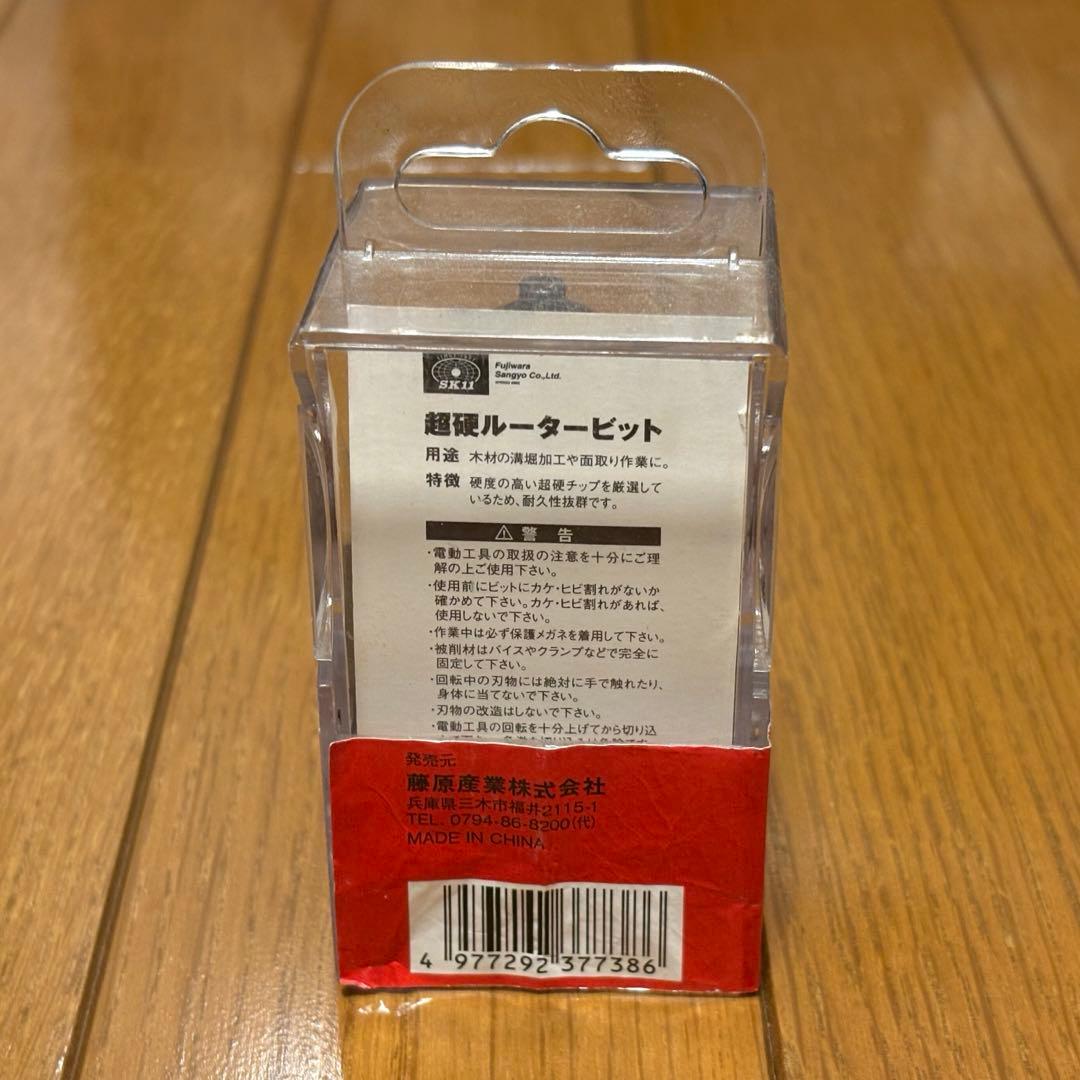 SK11
Fujiwara
Sangyo Co.,Ltd.
超硬ルータービット
用途 木材の溝堀加工や面取り作業に。
特徴 硬度の高い超硬チップを厳選して
いるため、耐久性抜群です。
⚠ 警告
・電動工具の取扱の注意を十分にご理
解の上ご使用下さい。
・使用前にビットにカケ・ヒビ割れがないか
確かめて下さい。カケ・ヒビ割れがあれば、
使用しないで下さい。
・作業中は必ず保護メガネを着用して下さい。
・被削材はバイスやクランプなどで完全に
固定して下さい。
・回転中の刃物には絶対に手で触れたり、
身体に当てないで下さい。
・刃物の改造はしないで下さい。
・電動工具の回転を十分上げてから切り込
発売元
藤原産業株式会社
兵庫県三木市福井2115-1
TEL. 0794-86-8200(代)
MADE IN CHINA
4 977292 377386